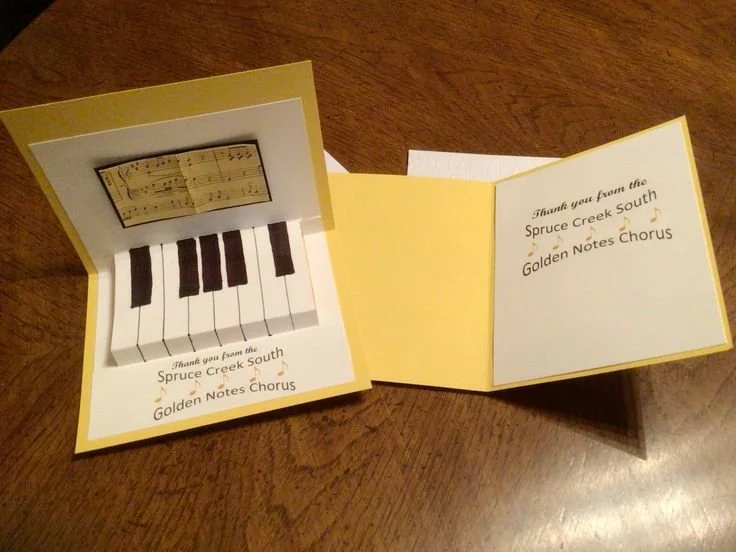 Thank you from the
Spruce Creek South
Golden Notes Chorus
Thank you from the
Spruce Creek South
Golden Notes Chorus